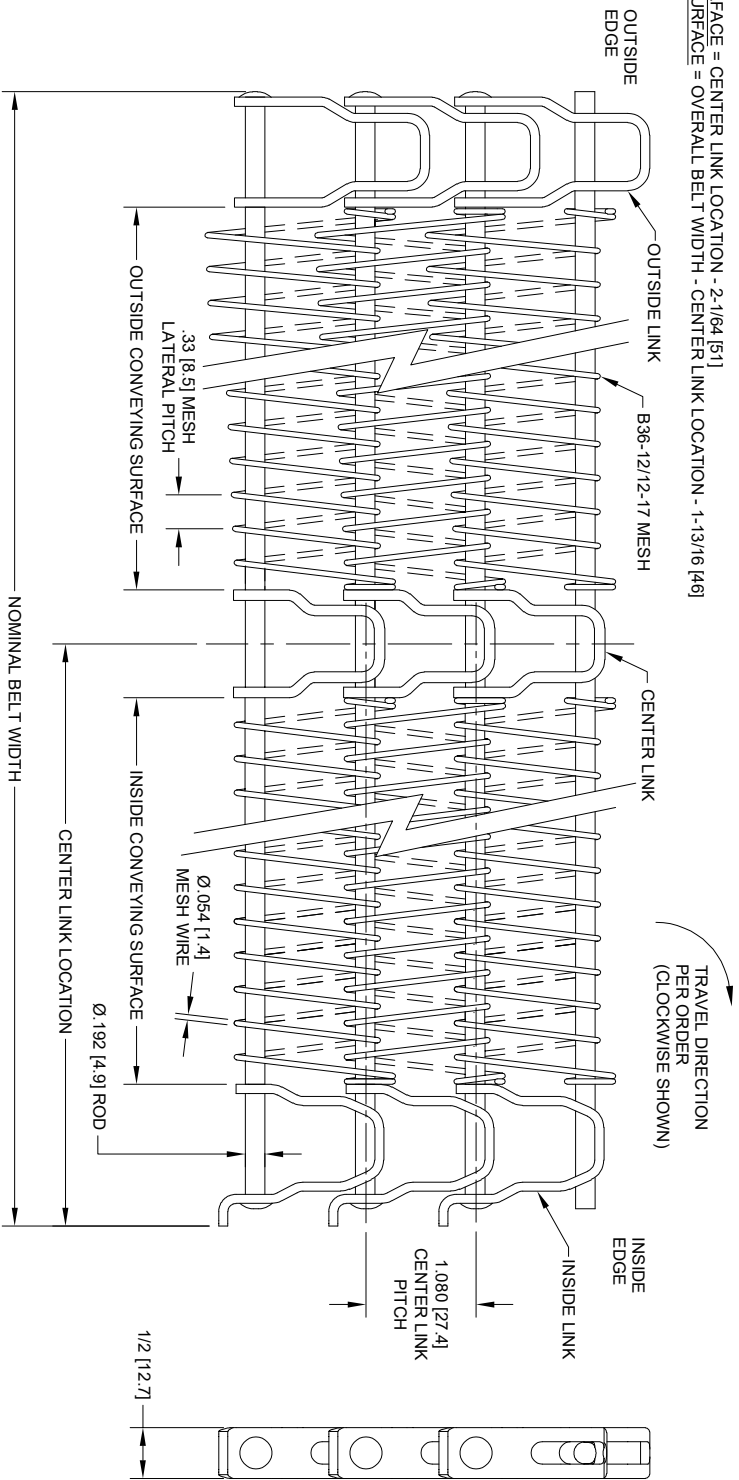 FACE = CENTER LINK LOCATION - 2-1/64 [51]
URFACE = OVERALL BELT WIDTH - CENTER LINK LOCATION - 1-13/16 [46]
OUTSIDE
EDGE
OUTSIDE LINK
B36-12/12-17 MESH
CENTER LINK
TRAVEL DIRECTION
PER ORDER
(CLOCKWISE SHOWN)
INSIDE
EDGE
INSIDE LINK
.33 [8.5] MESH
LATERAL PITCH
OUTSIDE CONVEYING SURFACE
INSIDE CONVEYING SURFACE
Ø.054 [1.4]
MESH WIRE
Ø.192 [4.9] ROD
1.080 [27.4]
CENTER LINK
PITCH
CENTER LINK LOCATION
NOMINAL BELT WIDTH
1/2 [12.7]